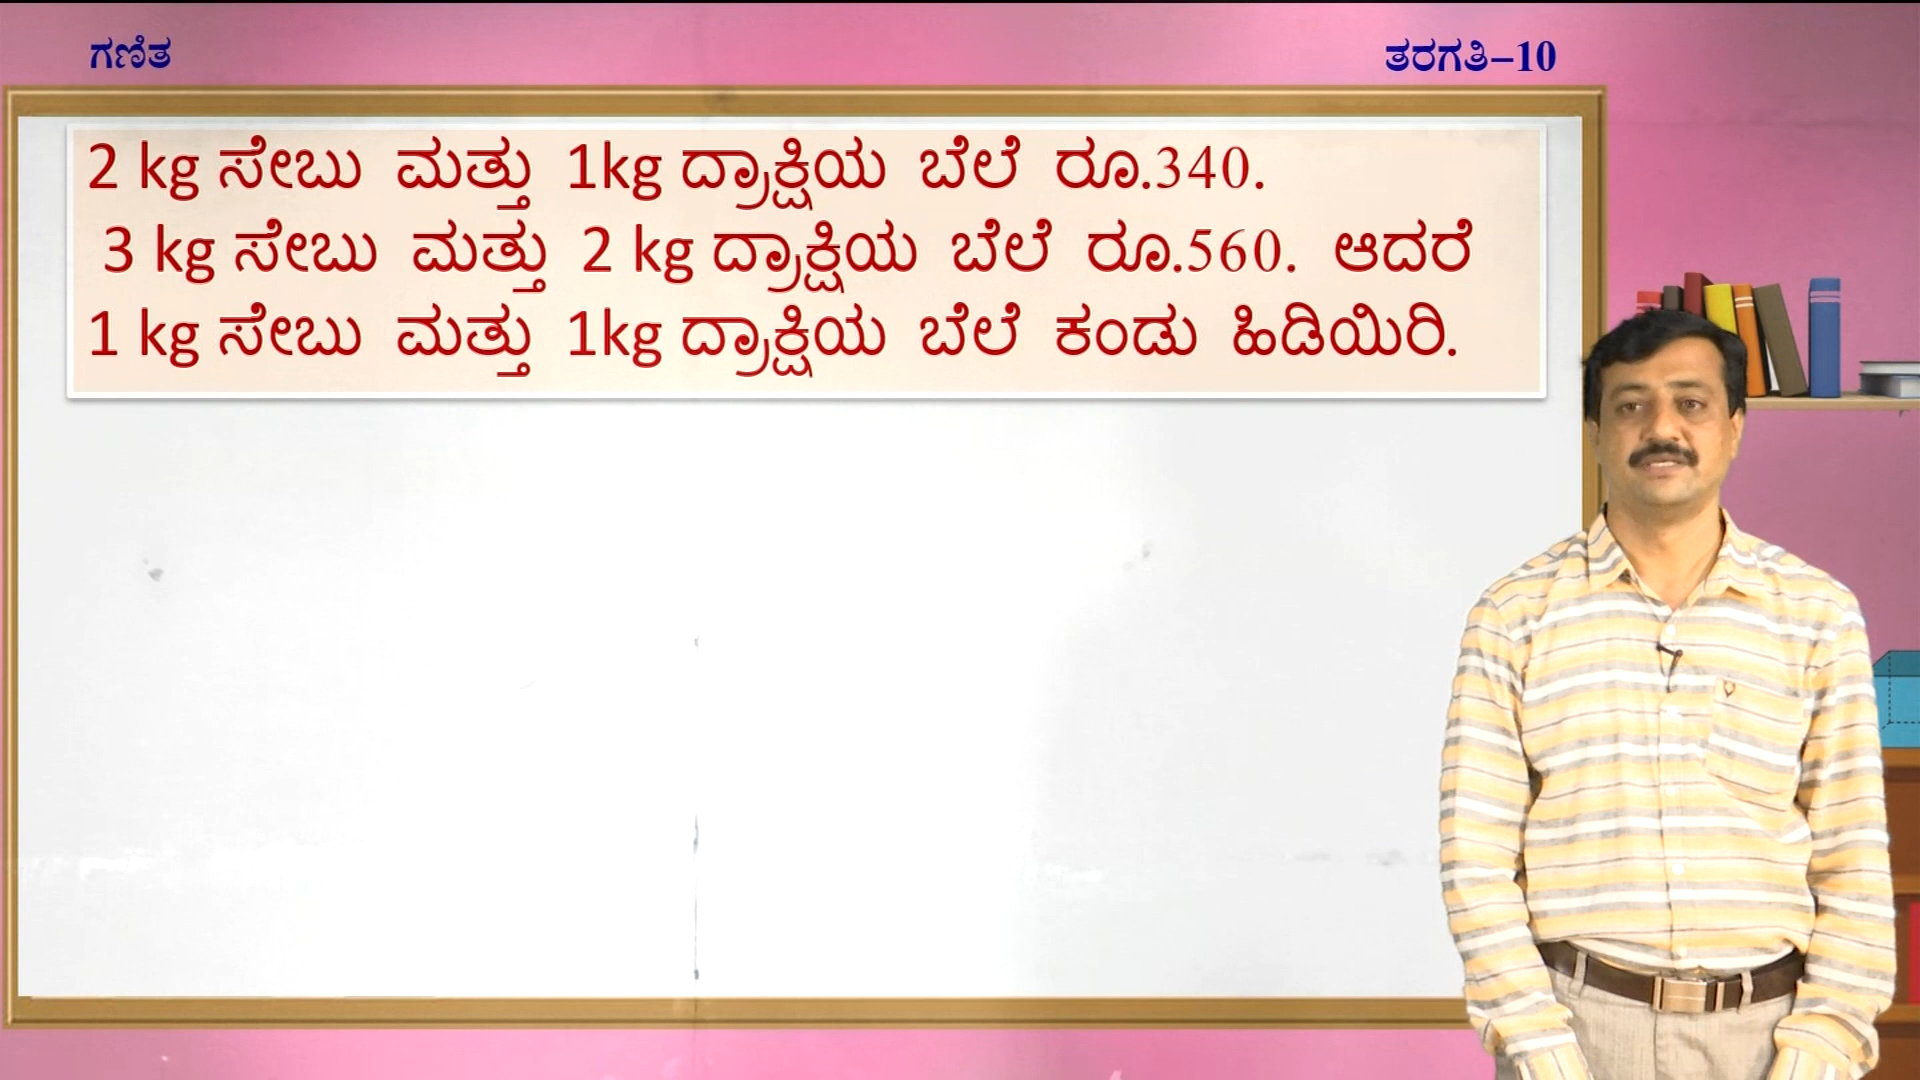 ಗಣಿತ
ತರಗತಿ–10
2 kg ಸೇಬು ಮತ್ತು 1kg ದ್ರಾಕ್ಷಿಯ ಬೆಲೆ ರೂ.340.
3 kg ಸೇಬು ಮತ್ತು 2 kg ದ್ರಾಕ್ಷಿಯ ಬೆಲೆ ರೂ.560. ಆದರೆ
1 kg ಸೇಬು ಮತ್ತು 1kg ದ್ರಾಕ್ಷಿಯ ಬೆಲೆ ಕಂಡು ಹಿಡಿಯಿರಿ.